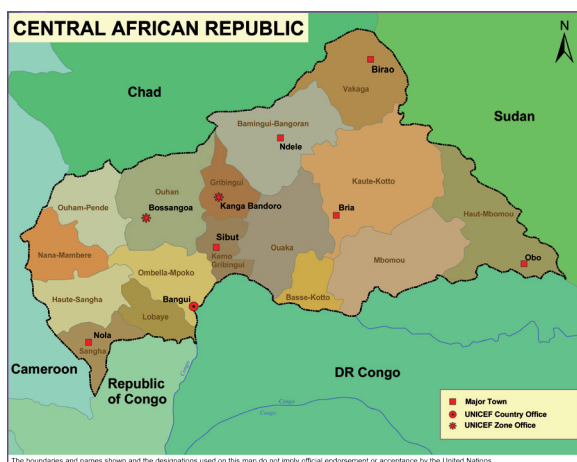 CENTRAL AFRICAN REPUBLIC
N
Birao
Vakaga
Chad
Sudan
Bamingui-Bangoran
Ndele
Ouhan
Gribingui
Kaute-Kotto
Ouham-Pende
Kanga Bandoro
Bossangoa
Bria
Haut-Mbomou
Sibut
Nana-Mambere
Ouaka
Kamo
Gribingui
Mbomou
Obo
Ombella-Mpoko
Haute-Sangha
Bangui
Basse-Kotto
Lobaye
Nola
Sangha
Cameroon
Republic
of Congo
DR Congo
Congo
Congo
Major Town
UNICEF Country Office
UNICEF Zone Office
The boundaries and names shown and the designations used on this map do not imply official endorsement or acceptance by the United Nations.